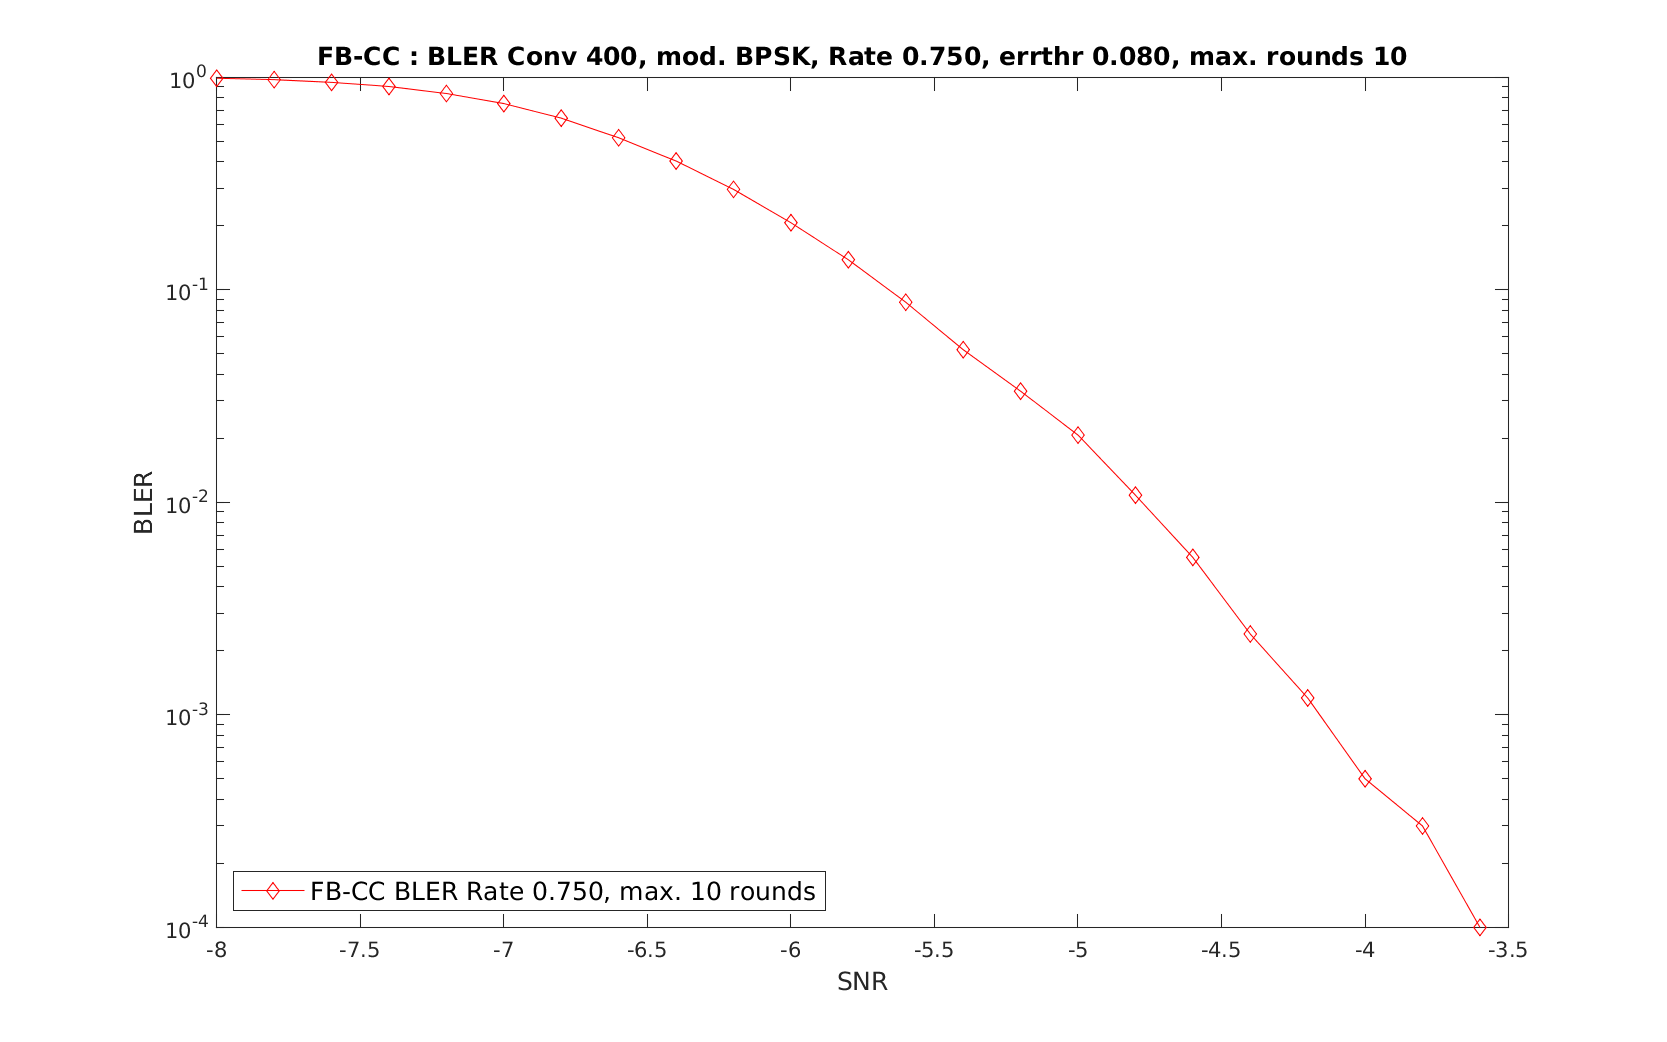 FB-CC : BLER Conv 400, mod. BPSK, Rate 0.750, errthr 0.080, max. rounds 10
10^0
10^-1
10^-2
10^-3
10^-4
BLER
FB-CC BLER Rate 0.750, max. 10 rounds
-8 -7.5 -7 -6.5 -6 -5.5 -5 -4.5 -4 -3.5
SNR